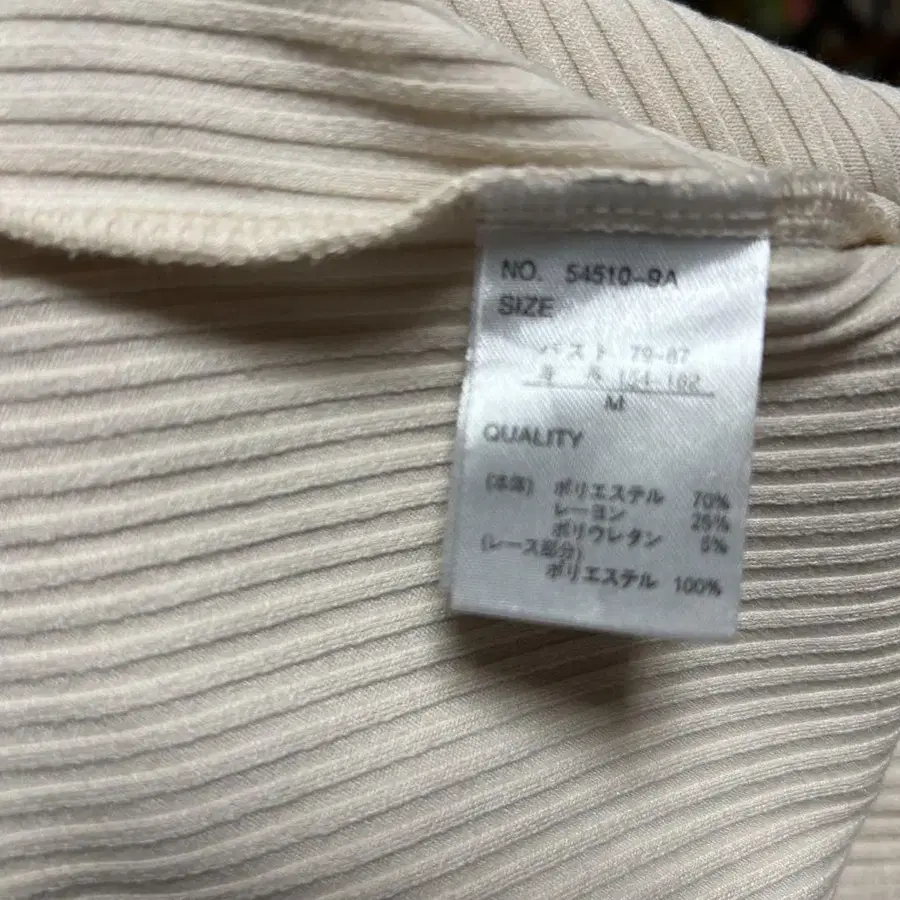 NO. 54510-9A
SIZE
バスト 79-87
身長 154-162
M
QUALITY
(本体) ポリエステル 70%
レーヨン 25%
ポリウレタン 5%
(レース部分)
ポリエステル 100%